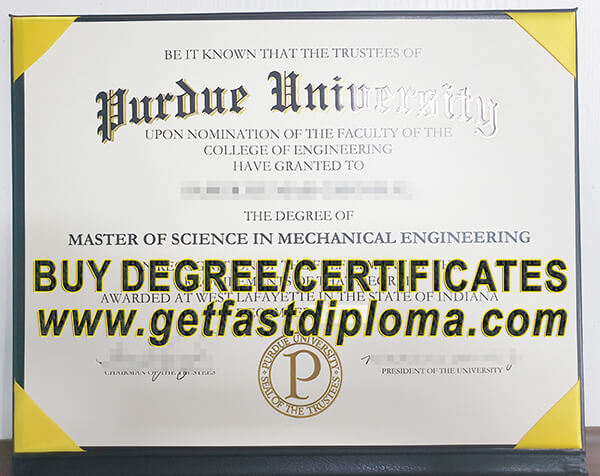 BE IT KNOWN THAT THE TRUSTEES OF
Purdue University
UPON NOMINATION OF THE FACULTY OF THE
COLLEGE OF ENGINEERING
HAVE GRANTED TO
THE DEGREE OF
MASTER OF SCIENCE IN MECHANICAL ENGINEERING
BUY DEGREE/CERTIFICATES
AWARDED AT WEST LAFAYETTE IN THE STATE OF INDIANA
www.getfastdiploma.com
CHAIRMAN OF THE TRUSTEES
PURDUE UNIVERSITY
P
SEAL OF THE TRUSTEES
PRESIDENT OF THE UNIVERSITY